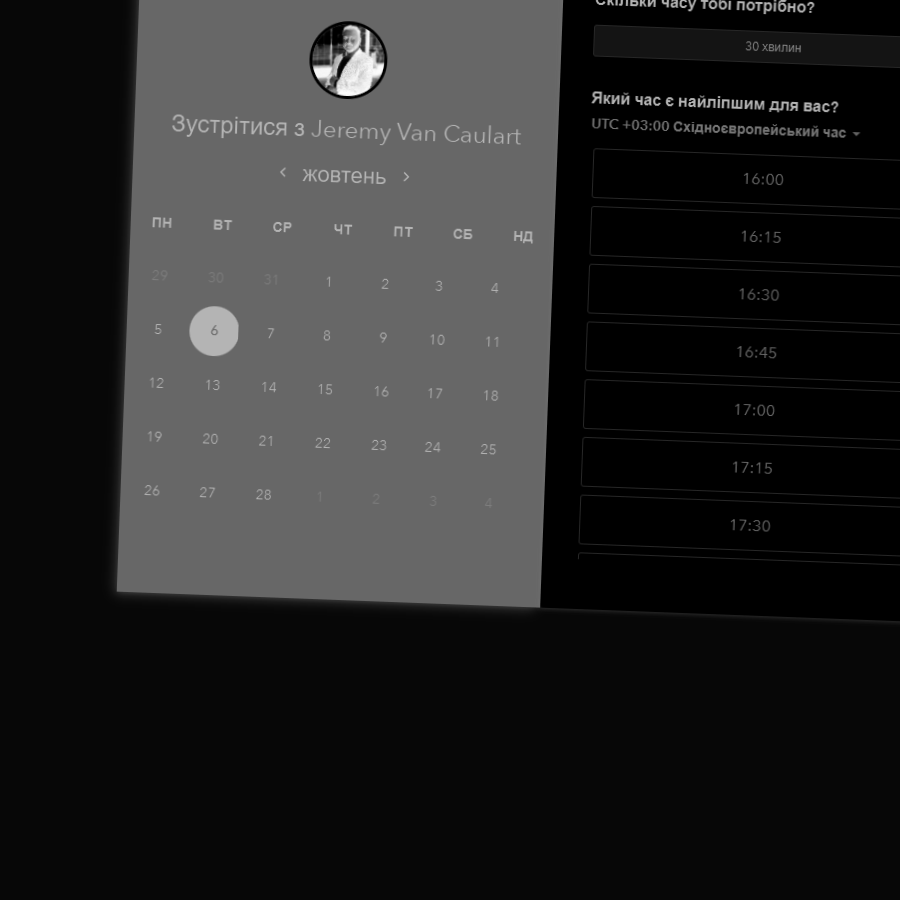 Зустрітися з Jeremy Van Caulart
жовтень
ПН ВТ СР ЧТ ПТ СБ НД
29 30 31 1 2 3 4
5 6 7 8 9 10 11
12 13 14 15 16 17 18
19 20 21 22 23 24 25
26 27 28 1 2 3 4
Скільки часу тобі потрібно?
30 хвилин
Який час є найліпшим для вас?
UTC +03:00 Східноєвропейський час
16:00
16:15
16:30
16:45
17:00
17:15
17:30